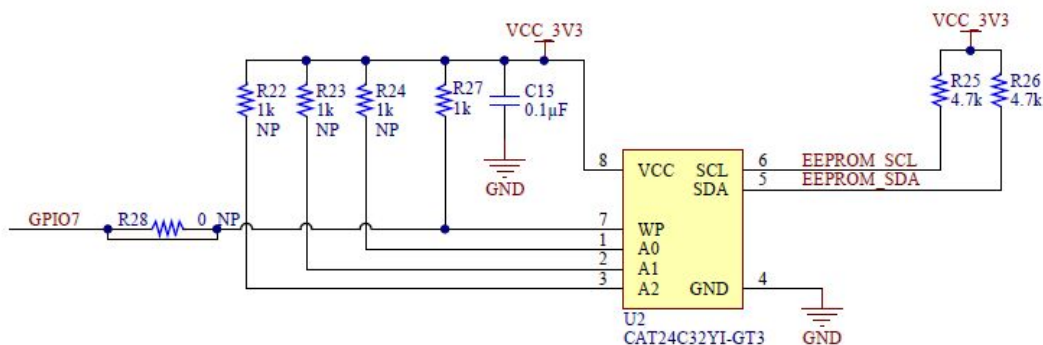 VCC_3V3
VCC_3V3
R22
1k
NP
R23
1k
NP
R24
1k
NP
R27
1k
C13
0.1µF
GND
R25
4.7k
R26
4.7k
8
VCC
SCL
6
EEPROM_SCL
SDA
5
EEPROM_SDA
GPIO7
R28
0_NP
7
WP
1
A0
2
A1
3
A2
GND
4
GND
U2
CAT24C32YI-GT3